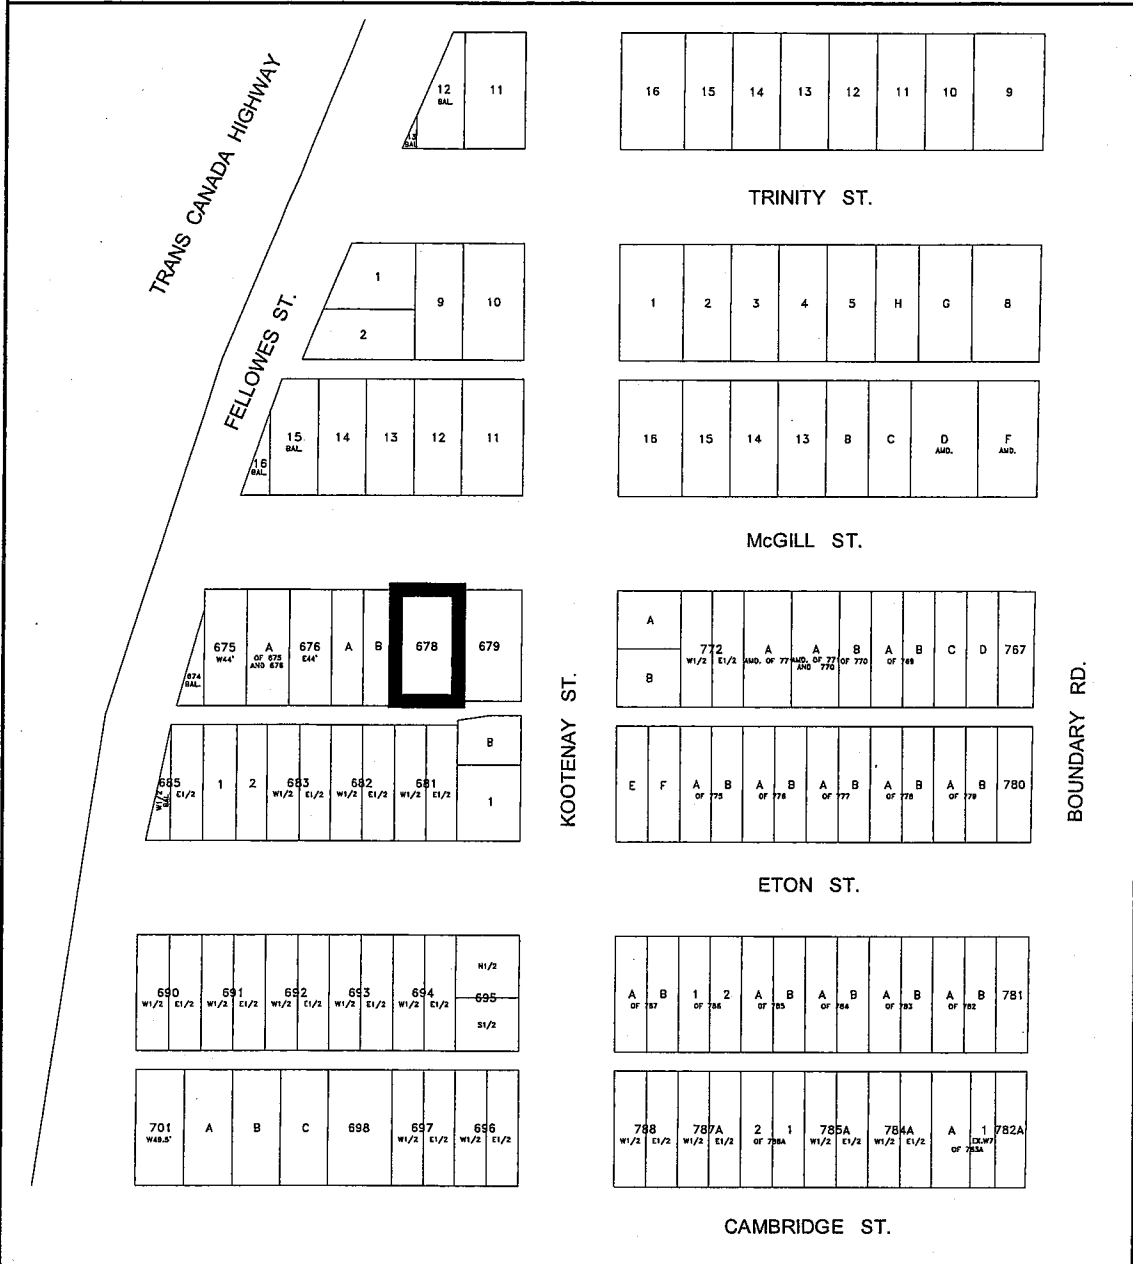 TRANS CANADA HIGHWAY
12
BAL.
11
13
BAL
16 15 14 13 12 11 10 9
TRINITY ST.
FELLOWES ST.
1
2
9 10
1 2 3 4 5 H G 8
16
BAL.
15
BAL.
14 13 12 11
16 15 14 13 B C D F
AMD. AMD.
McGILL ST.
674
BAL.
675
W44'
A
OF 675
AND 676
676
E44'
A B 678 679
A
B
772
W1/2 E1/2
A
AMD. OF 771
A
AMD. OF 771
AND 770
B
OF 770
A B
OF 769
C D 767
KOOTENAY ST.
BOUNDARY RD.
685
W1/2
BAL
E1/2
1 2
683
W1/2 E1/2
682
W1/2 E1/2
681
W1/2 E1/2
B
1
E F
A B
OF 775
A B
OF 776
A B
OF 777
A B
OF 778
A B
OF 779
780
ETON ST.
690
W1/2 E1/2
691
W1/2 E1/2
692
W1/2 E1/2
693
W1/2 E1/2
694
W1/2 E1/2
N1/2
695
S1/2
A B
OF 787
1 2
OF 786
A B
OF 785
A B
OF 784
A B
OF 783
A B
OF 782
781
701
W49.5'
A B C 698
697
W1/2 E1/2
696
W1/2 E1/2
788
W1/2 E1/2
787A
W1/2 E1/2
2 1
OF 786A
785A
W1/2 E1/2
784A
W1/2 E1/2
A
OF 783A
1
EX.W7
782A
CAMBRIDGE ST.